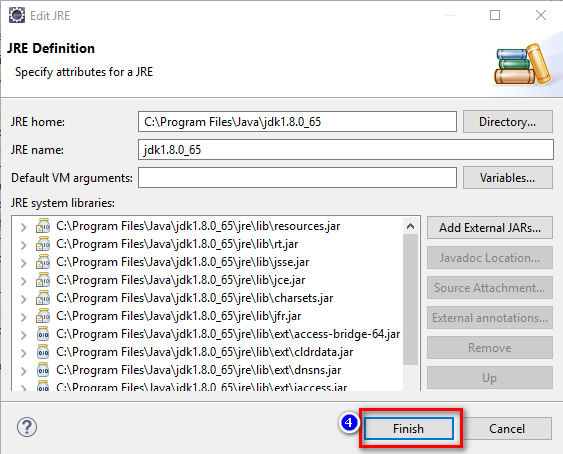 Edit JRE
JRE Definition
Specify attributes for a JRE
JRE home: C:\Program Files\Java\jdk1.8.0_65 Directory...
JRE name: jdk1.8.0_65
Default VM arguments: Variables...
JRE system libraries:
C:\Program Files\Java\jdk1.8.0_65\jre\lib\resources.jar
C:\Program Files\Java\jdk1.8.0_65\jre\lib\rt.jar
C:\Program Files\Java\jdk1.8.0_65\jre\lib\jsse.jar
C:\Program Files\Java\jdk1.8.0_65\jre\lib\jce.jar
C:\Program Files\Java\jdk1.8.0_65\jre\lib\charsets.jar
C:\Program Files\Java\jdk1.8.0_65\jre\lib\jfr.jar
C:\Program Files\Java\jdk1.8.0_65\jre\lib\ext\access-bridge-64.jar
C:\Program Files\Java\jdk1.8.0_65\jre\lib\ext\cldrdata.jar
C:\Program Files\Java\jdk1.8.0_65\jre\lib\ext\dnsns.jar
C:\Program Files\Java\jdk1.8.0_65\jre\lib\ext\jaccess.jar
Add External JARs...
Javadoc Location...
Source Attachment...
External annotations...
Remove
Up
4
Finish
Cancel